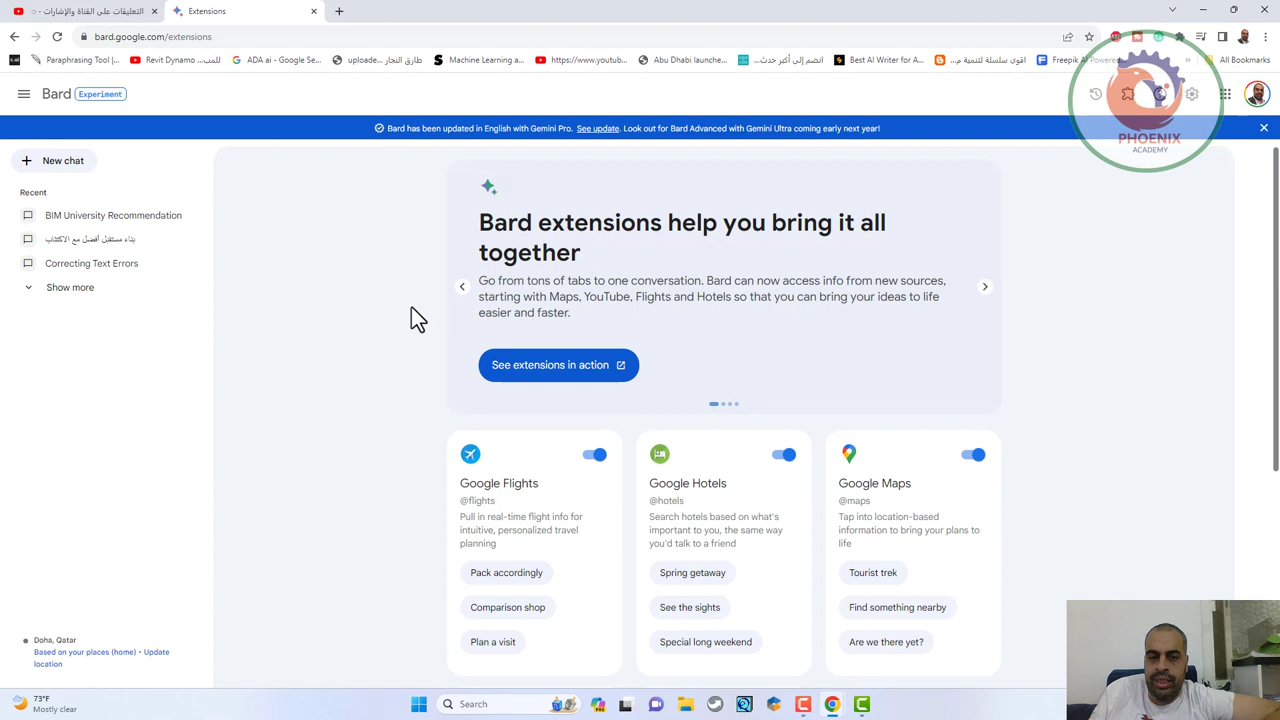 التعليقات على القناة والإشارات - ○
Extensions
bard.google.com/extensions
Paraphrasing Tool |...
Revit Dynamo ...للمب
ADA ai - Google Se...
uploade... طارق النجار
Machine Learning a...
https://www.youtub...
Abu Dhabi launche...
انضم إلى أكبر حدث...
Best AI Writer for A...
اقوى سلسلة لتنمية م...
Freepik AI Powered...
»
All Bookmarks
Bard Experiment
Bard has been updated in English with Gemini Pro. See update. Look out for Bard Advanced with Gemini Ultra coming early next year!
PHOENIX
ACADEMY
New chat
Recent
BIM University Recommendation
بناء مستقبل أفضل مع الاكتئاب
Correcting Text Errors
Show more
Bard extensions help you bring it all
together
Go from tons of tabs to one conversation. Bard can now access info from new sources,
starting with Maps, YouTube, Flights and Hotels so that you can bring your ideas to life
easier and faster.
See extensions in action
Google Flights
@flights
Pull in real-time flight info for
intuitive, personalized travel
planning
Pack accordingly
Comparison shop
Plan a visit
Google Hotels
@hotels
Search hotels based on what's
important to you, the same way
you'd talk to a friend
Spring getaway
See the sights
Special long weekend
Google Maps
@maps
Tap into location-based
information to bring your plans to
life
Tourist trek
Find something nearby
Are we there yet?
Doha, Qatar
Based on your places (home) • Update
location
73°F
Mostly clear
Search